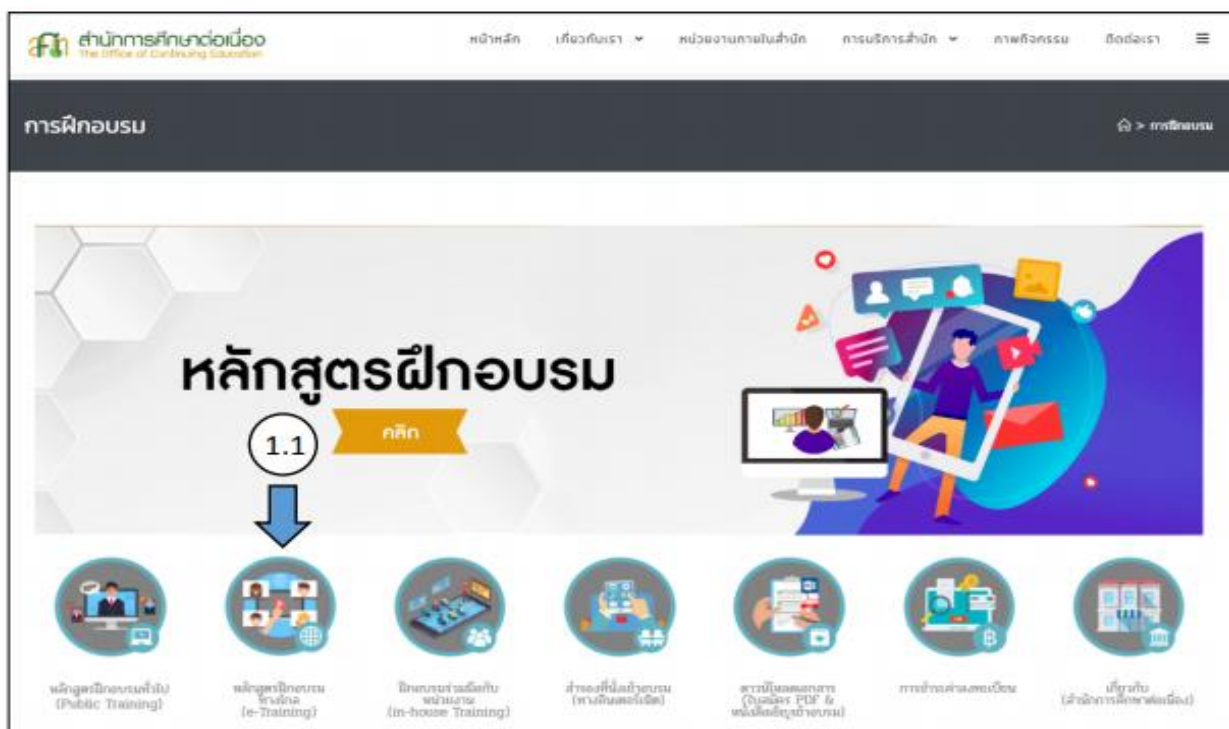 สำนักการศึกษาต่อเนื่อง
The Office of Continuing Education
หน้าหลัก เกี่ยวกับเรา หน่วยงานภายในสำนัก การบริการสำนัก ภาพกิจกรรม ติดต่อเรา
การฝึกอบรม
> การฝึกอบรม
หลักสูตรฝึกอบรม
1.1
คลิก
หลักสูตรฝึกอบรมทั่วไป
(Public Training)
หลักสูตรฝึกอบรม
ทางไกล
(e-Training)
ฝึกอบรมร่วมมือกับ
หน่วยงาน
(in-house Training)
สำรองที่นั่งเข้าอบรม
(ทางอินเตอร์เน็ต)
ดาวน์โหลดเอกสาร
(ใบสมัคร PDF &
หนังสือเชิญเข้าอบรม)
การชำระค่าลงทะเบียน
เกี่ยวกับ
(สำนักการศึกษาต่อเนื่อง)